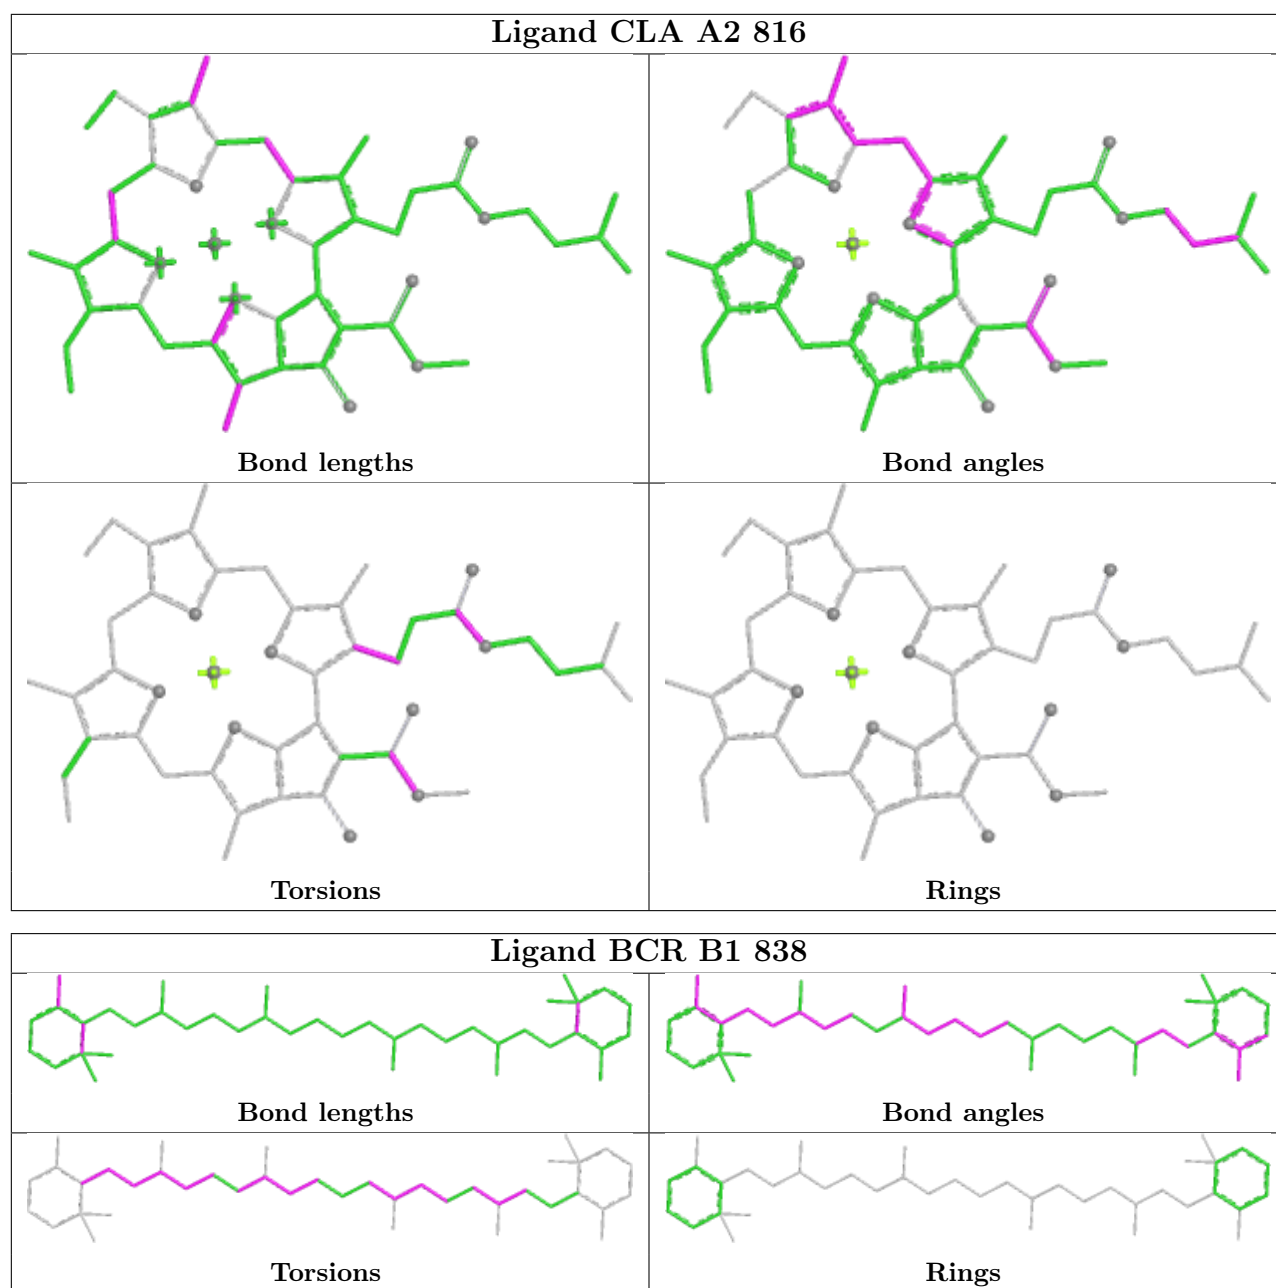 Ligand CLA A2 816
Bond lengths
Bond angles
Torsions
Rings
Ligand BCR B1 838
Bond lengths
Bond angles
Torsions
Rings